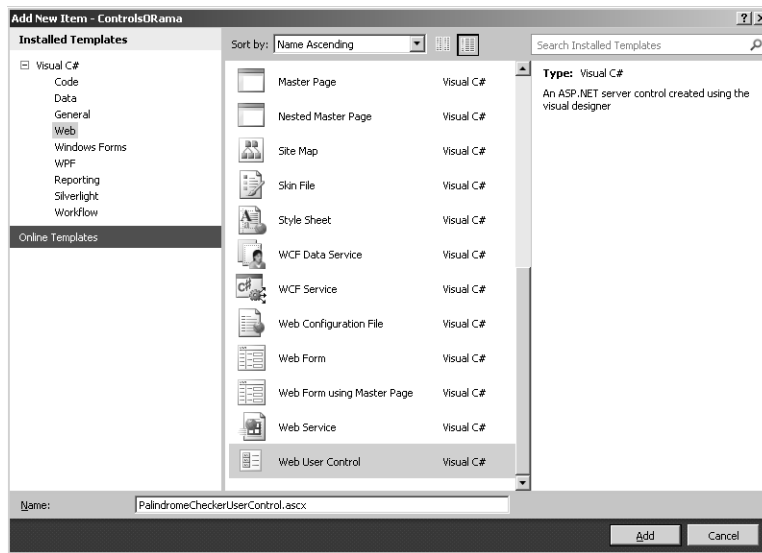 Add New Item - ControlsORama
Installed Templates
Visual C#
Code
Data
General
Web
Windows Forms
WPF
Reporting
Silverlight
Workflow
Online Templates
Sort by: Name Ascending
Search Installed Templates
Master Page Visual C#
Nested Master Page Visual C#
Site Map Visual C#
Skin File Visual C#
Style Sheet Visual C#
WCF Data Service Visual C#
WCF Service Visual C#
Web Configuration File Visual C#
Web Form Visual C#
Web Form using Master Page Visual C#
Web Service Visual C#
Web User Control Visual C#
Type: Visual C#
An ASP.NET server control created using the
visual designer
Name: PalindromeCheckerUserControl.ascx
Add Cancel